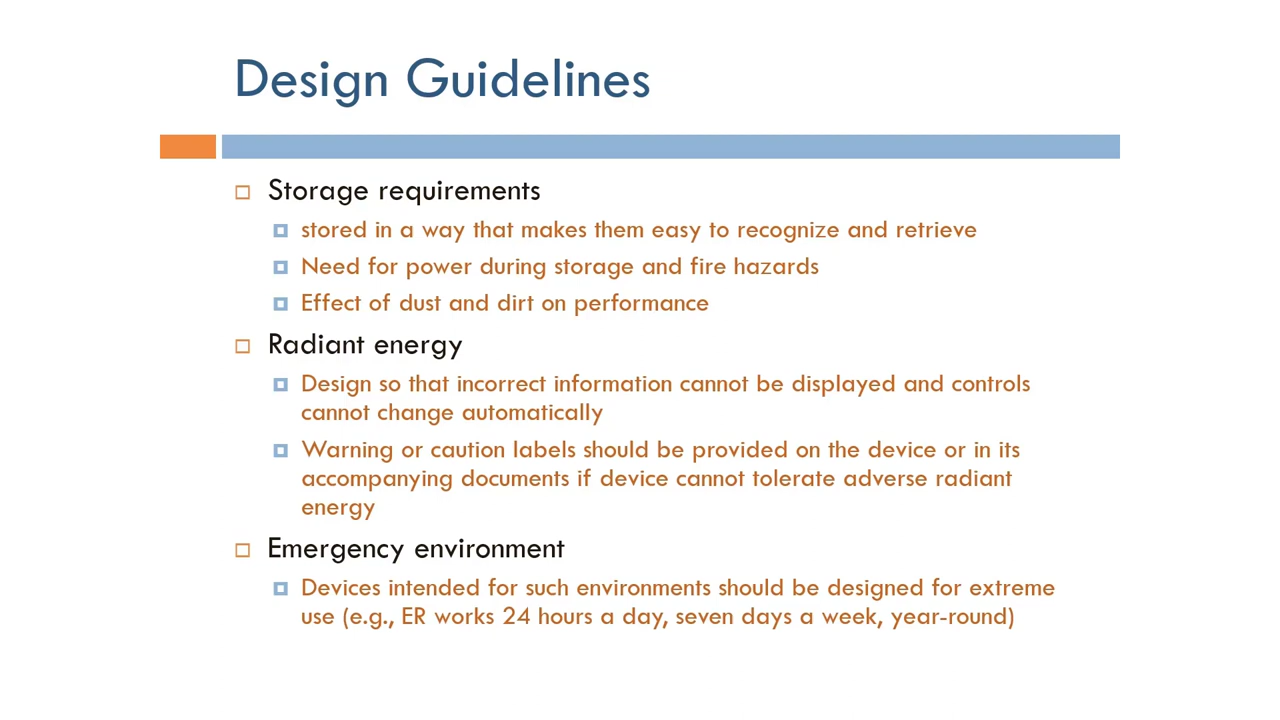 Design Guidelines
Storage requirements
stored in a way that makes them easy to recognize and retrieve
Need for power during storage and fire hazards
Effect of dust and dirt on performance
Radiant energy
Design so that incorrect information cannot be displayed and controls
cannot change automatically
Warning or caution labels should be provided on the device or in its
accompanying documents if device cannot tolerate adverse radiant
energy
Emergency environment
Devices intended for such environments should be designed for extreme
use (e.g., ER works 24 hours a day, seven days a week, year-round)